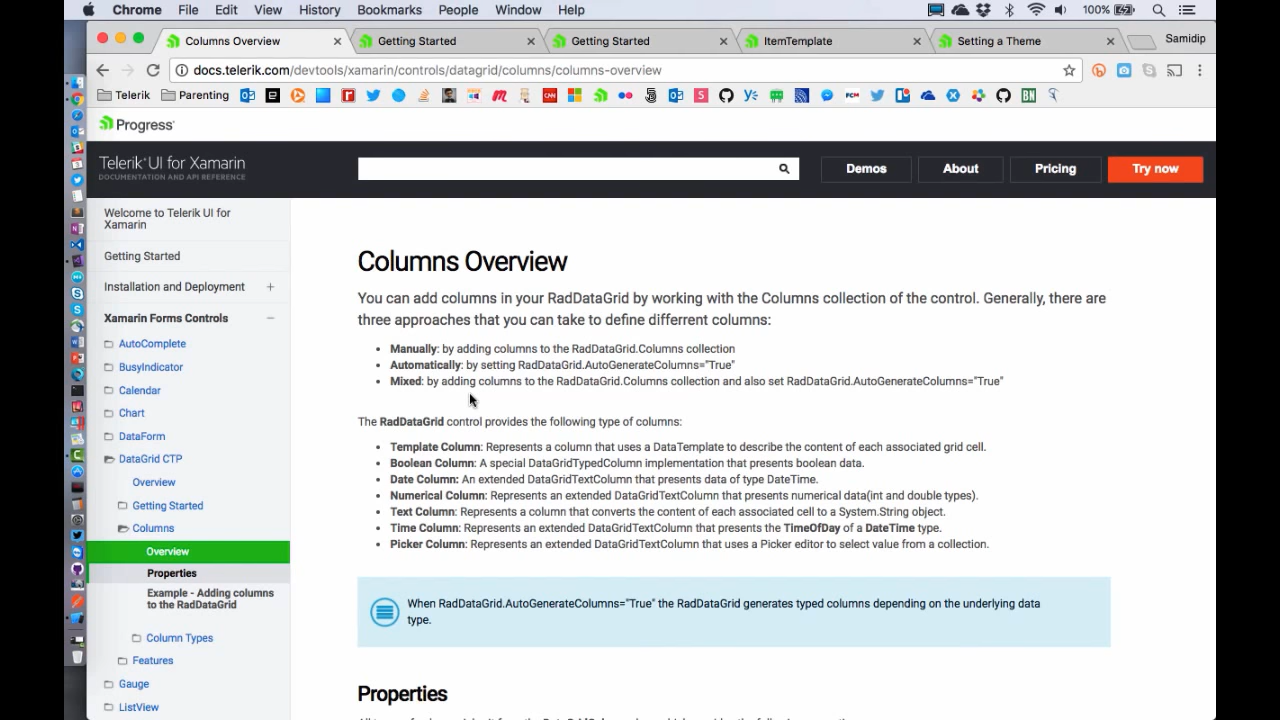 Chrome File Edit View History Bookmarks People Window Help 100%
Columns Overview Getting Started Getting Started ItemTemplate Setting a Theme Samidip
docs.telerik.com/devtools/xamarin/controls/datagrid/columns/columns-overview
Telerik Parenting
Progress
Telerik UI for Xamarin
DOCUMENTATION AND API REFERENCE
Demos About Pricing Try now
Welcome to Telerik UI for
Xamarin
Getting Started
Installation and Deployment +
Xamarin Forms Controls −
AutoComplete
BusyIndicator
Calendar
Chart
DataForm
DataGrid CTP
Overview
Getting Started
Columns
Overview
Properties
Example - Adding columns
to the RadDataGrid
Column Types
Features
Gauge
ListView
Columns Overview
You can add columns in your RadDataGrid by working with the Columns collection of the control. Generally, there are
three approaches that you can take to define different columns:
• Manually: by adding columns to the RadDataGrid.Columns collection
• Automatically: by setting RadDataGrid.AutoGenerateColumns="True"
• Mixed: by adding columns to the RadDataGrid.Columns collection and also set RadDataGrid.AutoGenerateColumns="True"
The RadDataGrid control provides the following type of columns:
• Template Column: Represents a column that uses a DataTemplate to describe the content of each associated grid cell.
• Boolean Column: A special DataGridTypedColumn implementation that presents boolean data.
• Date Column: An extended DataGridTextColumn that presents data of type DateTime.
• Numerical Column: Represents an extended DataGridTextColumn that presents numerical data(int and double types).
• Text Column: Represents a column that converts the content of each associated cell to a System.String object.
• Time Column: Represents an extended DataGridTextColumn that presents the TimeOfDay of a DateTime type.
• Picker Column: Represents an extended DataGridTextColumn that uses a Picker editor to select value from a collection.
When RadDataGrid.AutoGenerateColumns="True" the RadDataGrid generates typed columns depending on the underlying data
type.
Properties